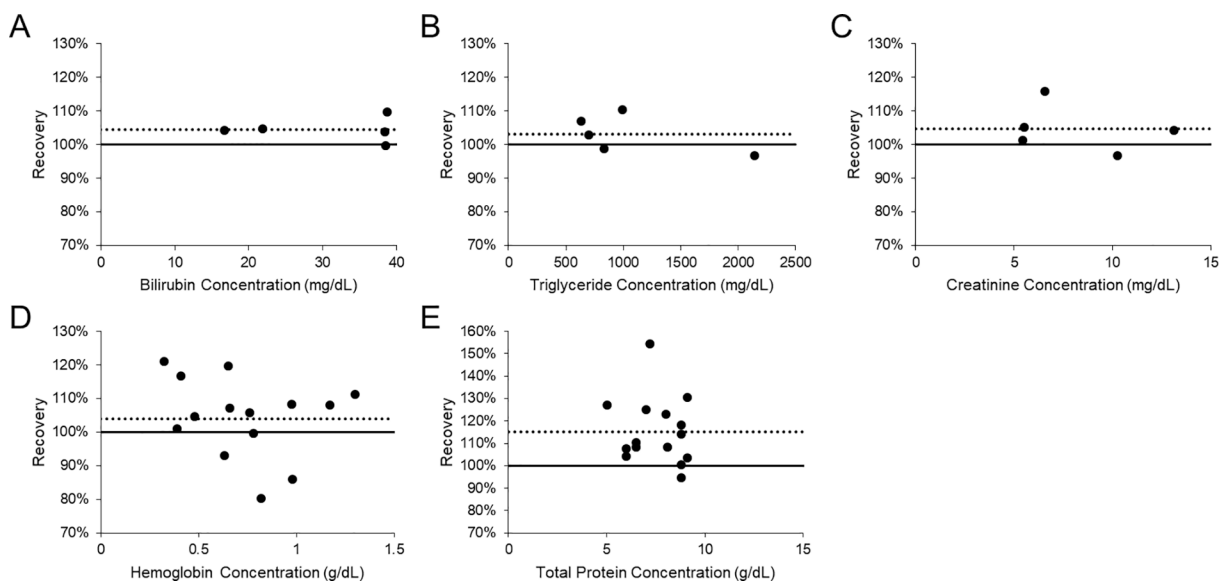 A
130%
120%
110%
100%
90%
80%
70%
Recovery
0 10 20 30 40
Bilirubin Concentration (mg/dL)
B
130%
120%
110%
100%
90%
80%
70%
Recovery
0 500 1000 1500 2000 2500
Triglyceride Concentration (mg/dL)
C
130%
120%
110%
100%
90%
80%
70%
Recovery
0 5 10 15
Creatinine Concentration (mg/dL)
D
130%
120%
110%
100%
90%
80%
70%
Recovery
0 0.5 1 1.5
Hemoglobin Concentration (g/dL)
E
160%
150%
140%
130%
120%
110%
100%
90%
80%
70%
Recovery
0 5 10 15
Total Protein Concentration (g/dL)